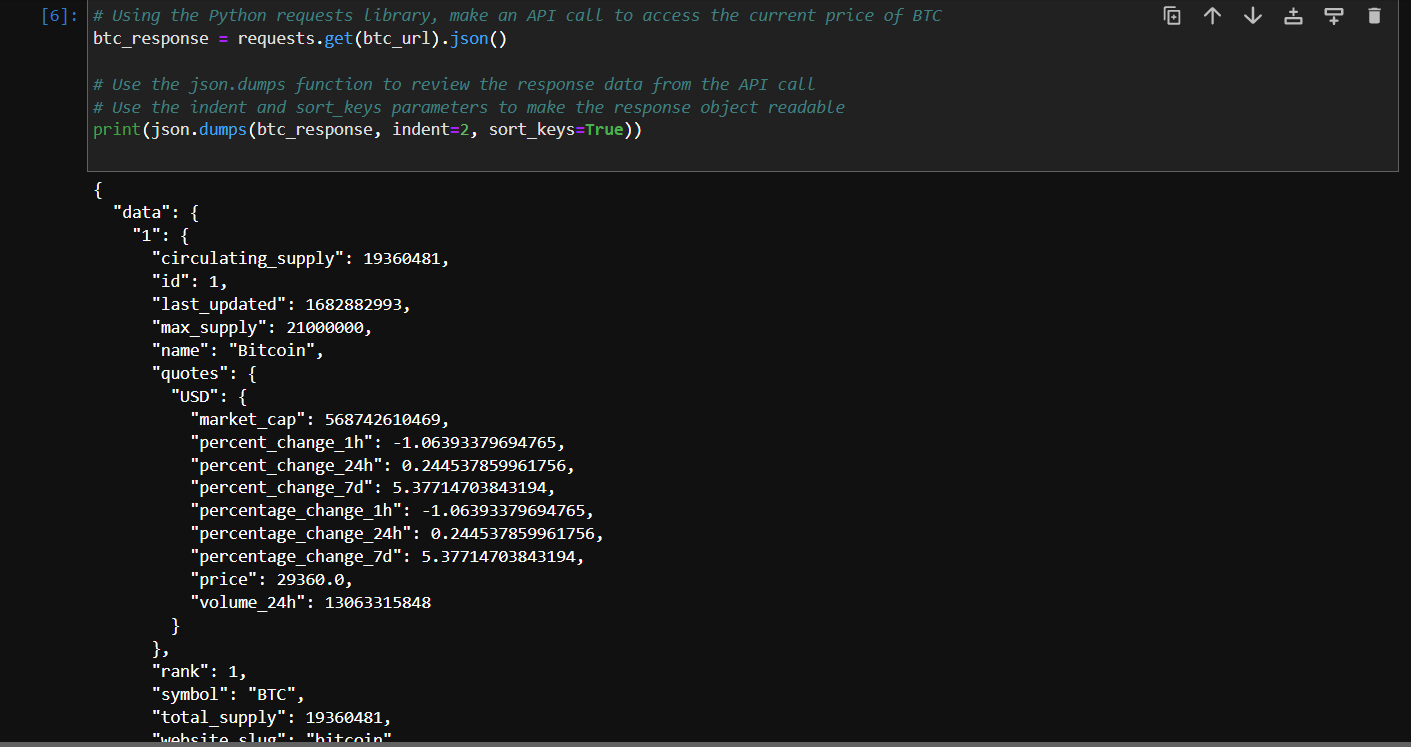 [6]: # Using the Python requests library, make an API call to access the current price of BTC
btc_response = requests.get(btc_url).json()
# Use the json.dumps function to review the response data from the API call
# Use the indent and sort_keys parameters to make the response object readable
print(json.dumps(btc_response, indent=2, sort_keys=True))
{
  "data": {
    "1": {
      "circulating_supply": 19360481,
      "id": 1,
      "last_updated": 1682882993,
      "max_supply": 21000000,
      "name": "Bitcoin",
      "quotes": {
        "USD": {
          "market_cap": 568742610469,
          "percent_change_1h": -1.06393379694765,
          "percent_change_24h": 0.244537859961756,
          "percent_change_7d": 5.37714703843194,
          "percentage_change_1h": -1.06393379694765,
          "percentage_change_24h": 0.244537859961756,
          "percentage_change_7d": 5.37714703843194,
          "price": 29360.0,
          "volume_24h": 13063315848
        }
      },
      "rank": 1,
      "symbol": "BTC",
      "total_supply": 19360481,
      "website_slug": "bitcoin"